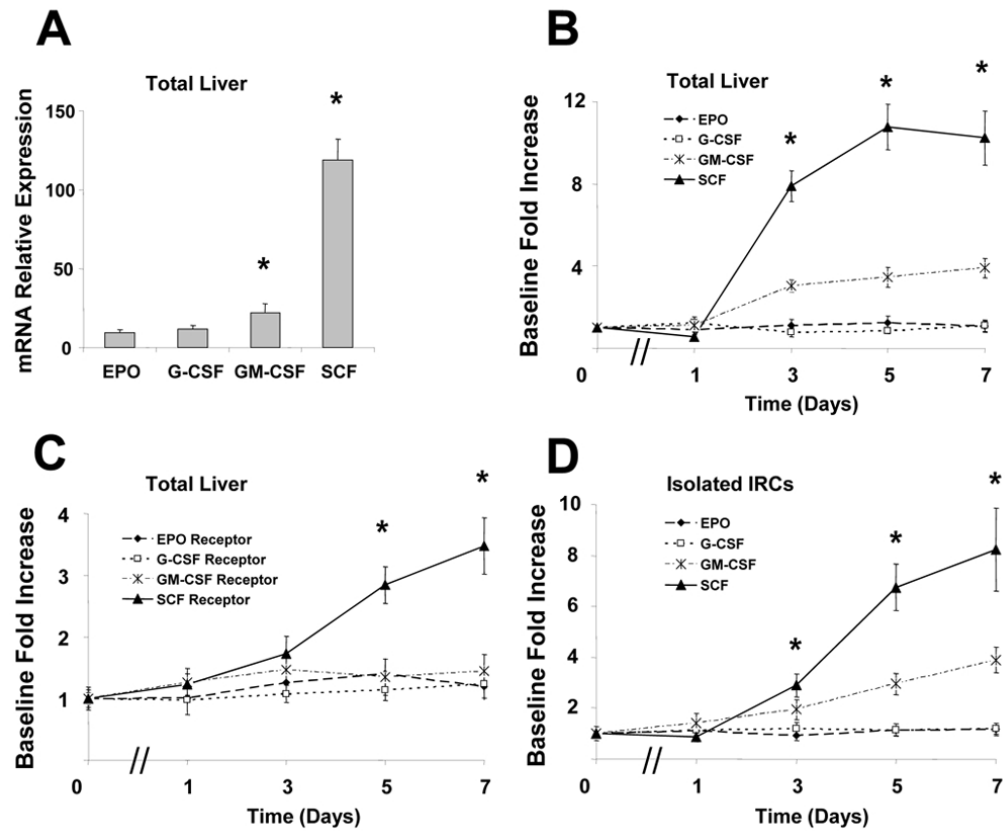 A
Total Liver
mRNA Relative Expression
150
100
50
0
*
*
EPO G-CSF GM-CSF SCF
B
Total Liver
Baseline Fold Increase
12
8
4
0 1 3 5 7
Time (Days)
EPO
G-CSF
GM-CSF
SCF
* * *
C
Total Liver
Baseline Fold Increase
4
3
2
1
0 1 3 5 7
Time (Days)
EPO Receptor
G-CSF Receptor
GM-CSF Receptor
SCF Receptor
* *
D
Isolated IRCs
Baseline Fold Increase
10
8
6
4
2
0 1 3 5 7
Time (Days)
EPO
G-CSF
GM-CSF
SCF
* * *